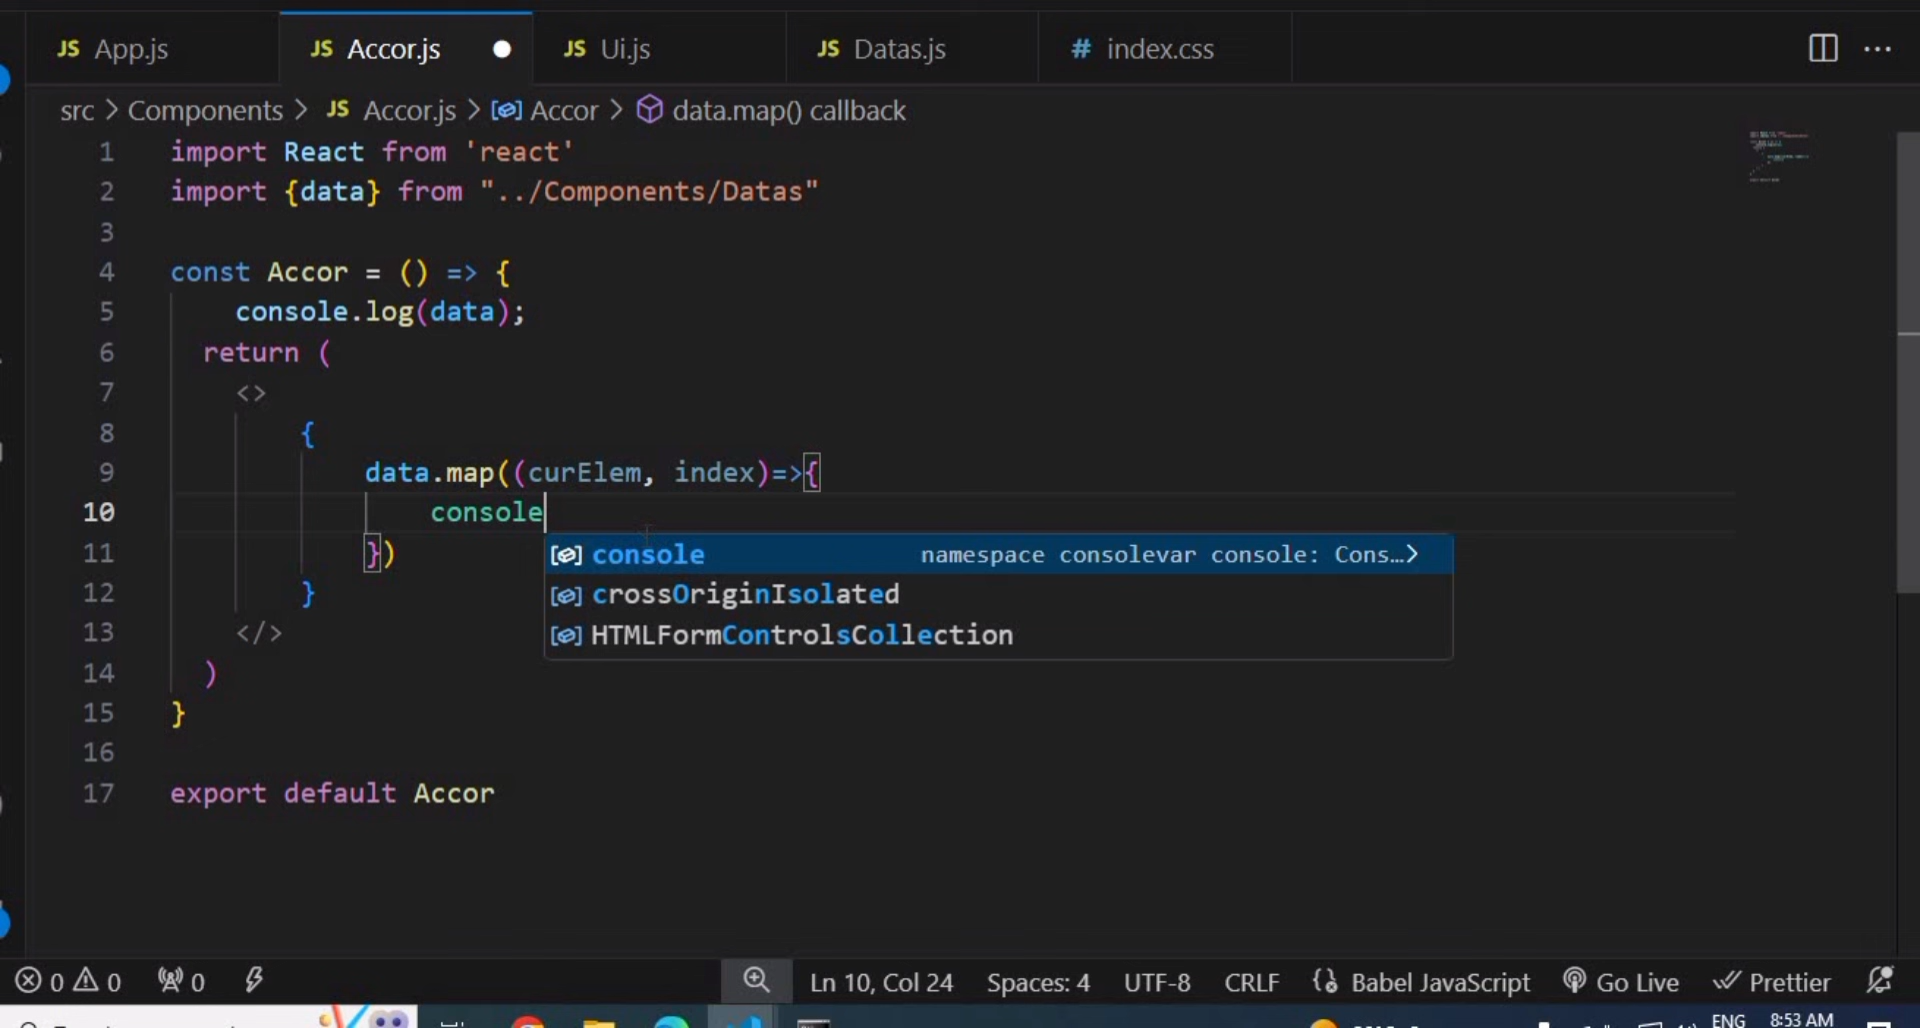 JS App.js JS Accor.js JS Ui.js JS Datas.js # index.css
src > Components > JS Accor.js > Accor > data.map() callback
1 import React from 'react'
2 import {data} from "../Components/Datas"
3
4 const Accor = () => {
5 console.log(data);
6 return (
7 <>
8 {
9 data.map((curElem, index)=>{
10 console
11 })
console namespace consolevar console: Cons…>
12 }
crossOriginIsolated
13 </>
HTMLFormControlsCollection
14 )
15 }
16
17 export default Accor
0 0 0 Ln 10, Col 24 Spaces: 4 UTF-8 CRLF Babel JavaScript Go Live Prettier
ENG 8:53 AM